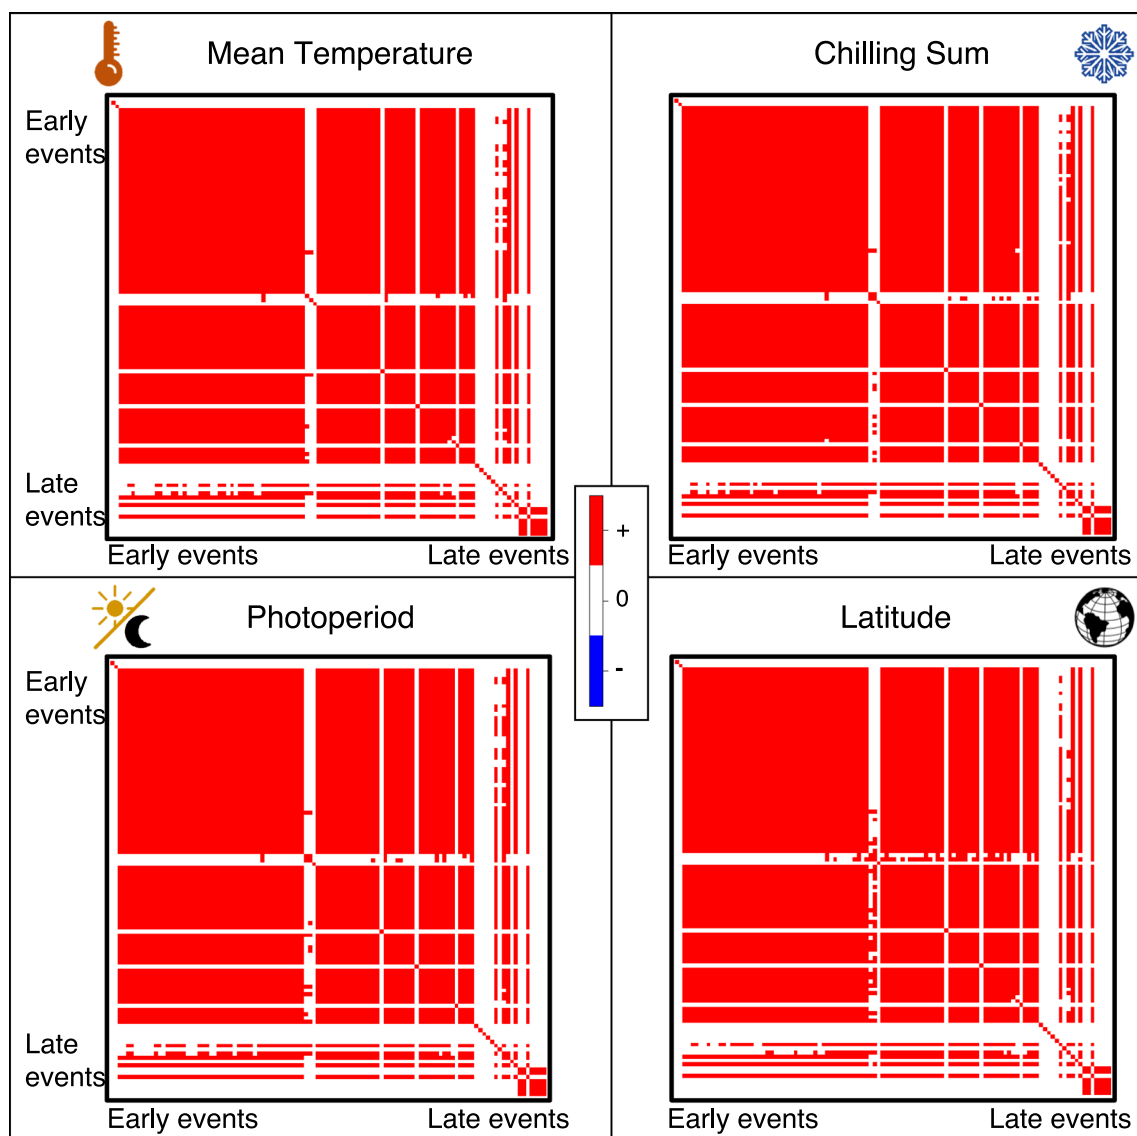 Mean Temperature
Chilling Sum
Early
events
Late
events
Early events
Late events
Early events
Late events
+
0
-
Photoperiod
Latitude
Early
events
Late
events
Early events
Late events
Early events
Late events